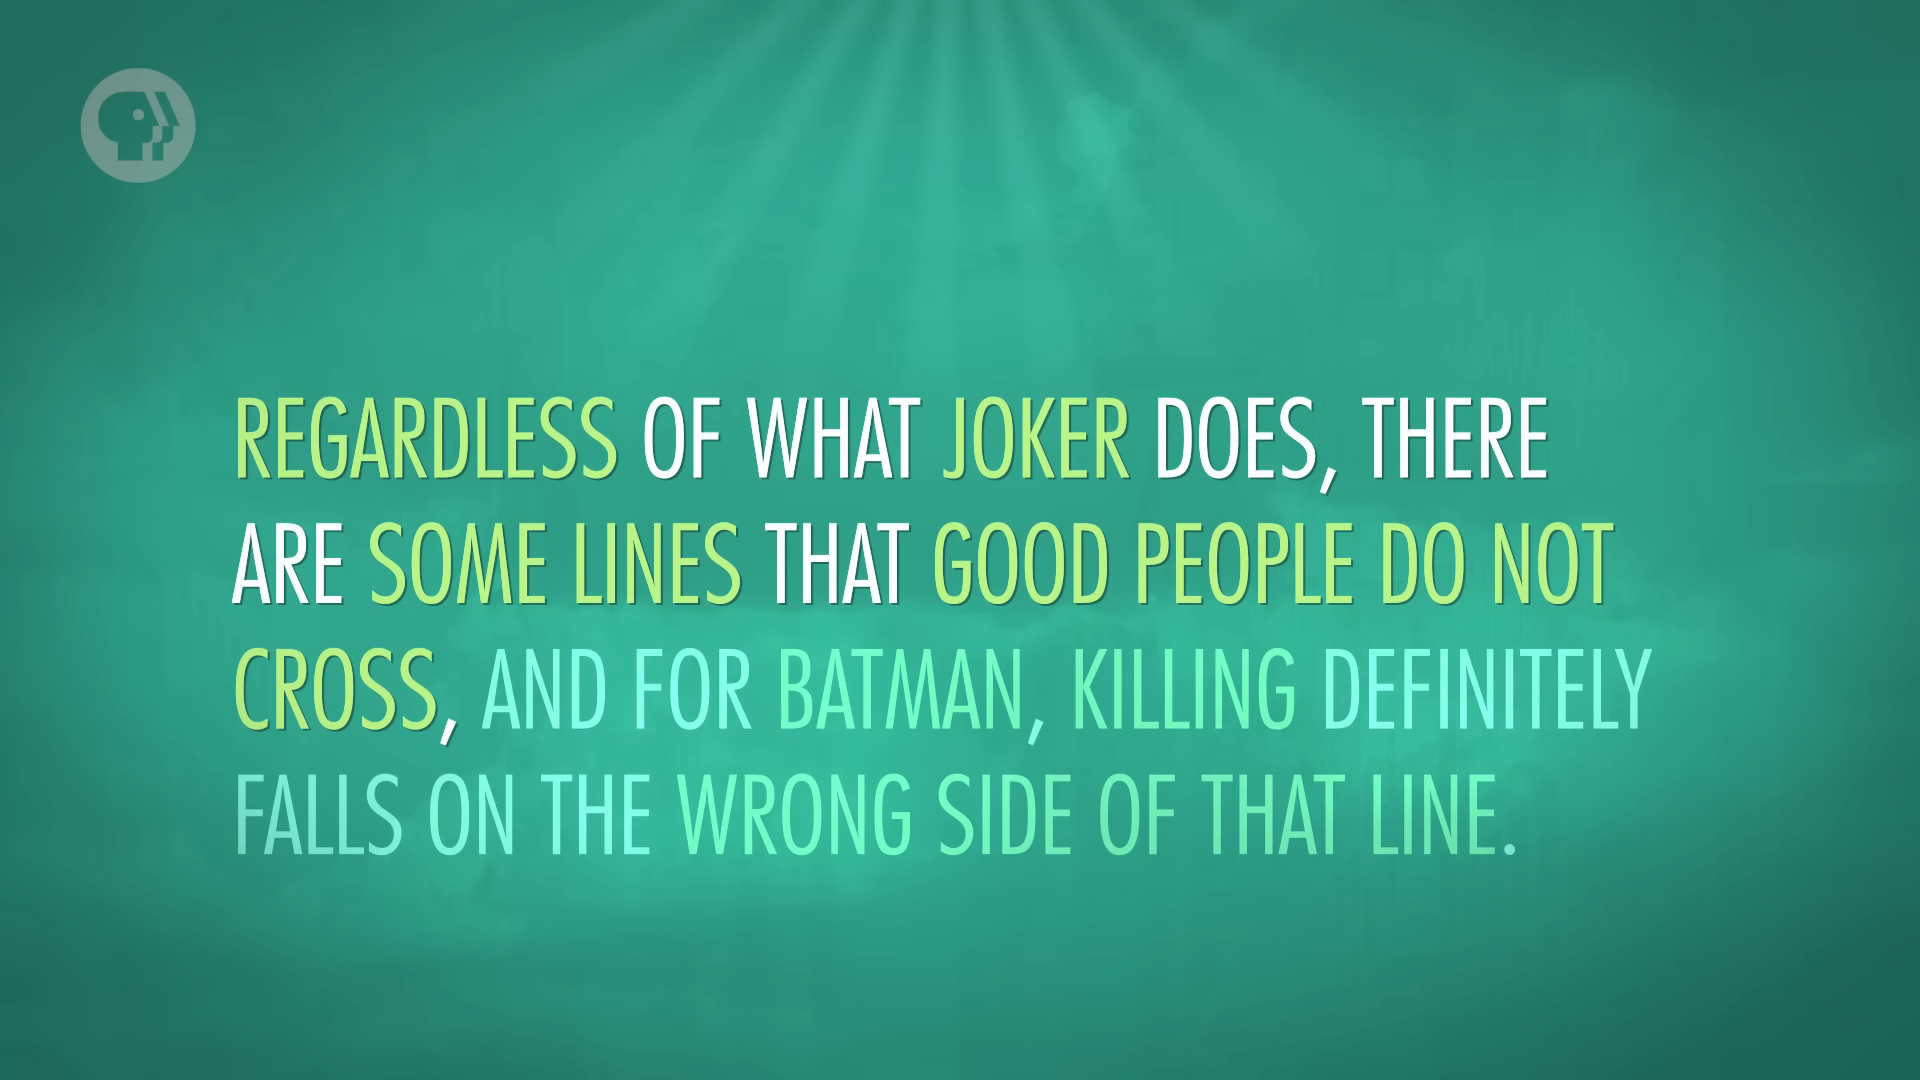 REGARDLESS OF WHAT JOKER DOES, THERE
ARE SOME LINES THAT GOOD PEOPLE DO NOT
CROSS, AND FOR BATMAN, KILLING DEFINITELY
FALLS ON THE WRONG SIDE OF THAT LINE.